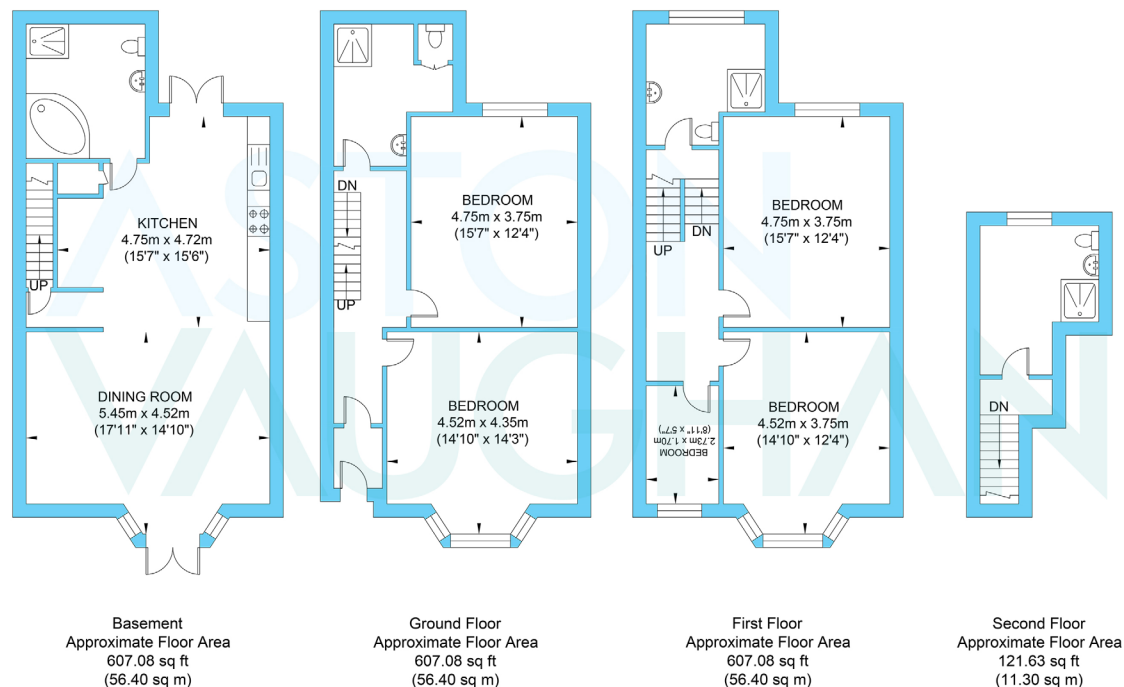 ASTON
VAUGHAN
KITCHEN
4.75m x 4.72m
(15'7" x 15'6")
UP
DINING ROOM
5.45m x 4.52m
(17'11" x 14'10")
Basement
Approximate Floor Area
607.08 sq ft
(56.40 sq m)
DN
UP
BEDROOM
4.75m x 3.75m
(15'7" x 12'4")
BEDROOM
4.52m x 4.35m
(14'10" x 14'3")
Ground Floor
Approximate Floor Area
607.08 sq ft
(56.40 sq m)
UP
DN
BEDROOM
4.75m x 3.75m
(15'7" x 12'4")
BEDROOM
4.52m x 3.75m
(14'10" x 12'4")
BEDROOM
2.73m x 1.70m
(8'11" x 5'7")
First Floor
Approximate Floor Area
607.08 sq ft
(56.40 sq m)
DN
Second Floor
Approximate Floor Area
121.63 sq ft
(11.30 sq m)